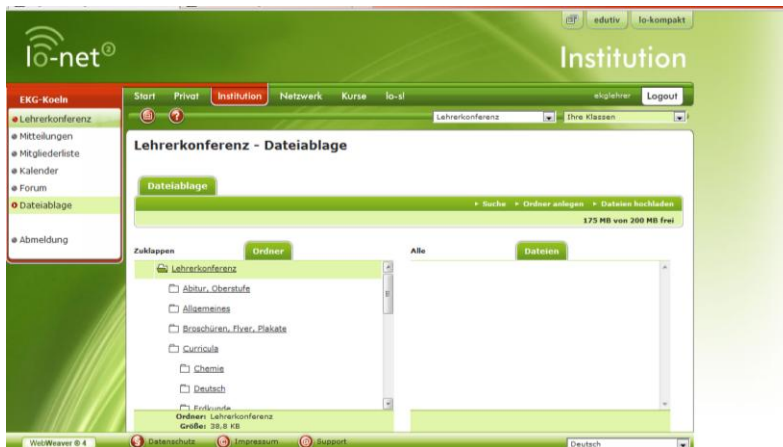 edutiv lo-kompakt
lo-net²®
Institution
EKG-Koeln
Start Privat Institution Netzwerk Kurse lo-sl ekglehrer Logout
Lehrerkonferenz
Mitteilungen
Mitgliederliste
Kalender
Forum
Dateiablage
Abmeldung
Lehrerkonferenz Ihre Klassen
Lehrerkonferenz - Dateiablage
Dateiablage
Suche Ordner anlegen Dateien hochladen
175 MB von 200 MB frei
Zuklappen Ordner Alle Dateien
Lehrerkonferenz
Abitur, Oberstufe
Allgemeines
Broschüren, Flyer, Plakate
Curricula
Chemie
Deutsch
Erdkunde
Ordner: Lehrerkonferenz
Größe: 38,8 KB
WebWeaver ® 4 Datenschutz Impressum Support Deutsch